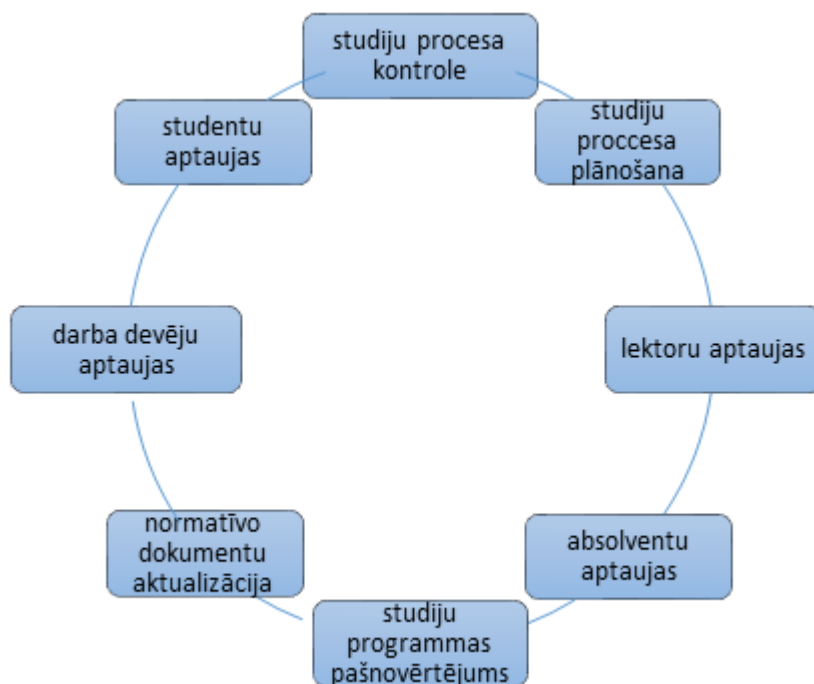 studiju procesa
kontrole
studiju
proccesa
plānošana
lektoru aptaujas
absolventu
aptaujas
studiju
programmas
pašnovērtējums
normatīvo
dokumentu
aktualizācija
darba devēju
aptaujas
studentu
aptaujas